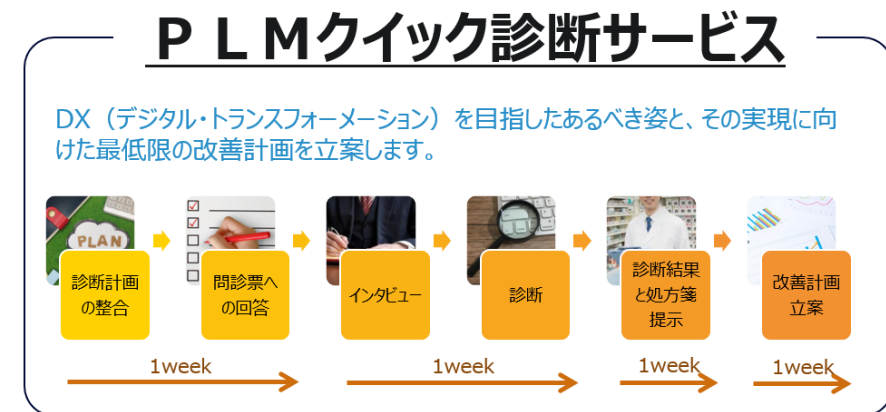 PLMクイック診断サービス
DX（デジタル・トランスフォーメーション）を目指したあるべき姿と、その実現に向
けた最低限の改善計画を立案します。
PLAN
診断計画
の整合
問診票へ
の回答
インタビュー
診断
診断結果
と処方箋
提示
改善計画
立案
1week
1week
1week
1week